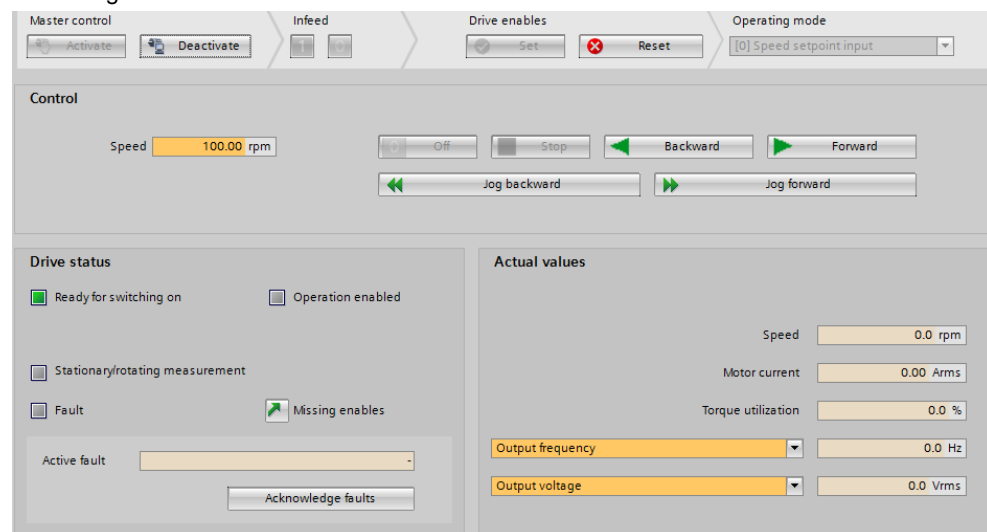 Master control
Infeed
Drive enables
Operating mode
Activate
Deactivate
1
0
Set
Reset
[0] Speed setpoint input
Control
Speed 100.00 rpm
0 Off
Stop
Backward
Forward
Jog backward
Jog forward
Drive status
Ready for switching on
Operation enabled
Stationary/rotating measurement
Fault
Missing enables
Active fault -
Acknowledge faults
Actual values
Speed 0.0 rpm
Motor current 0.00 Arms
Torque utilization 0.0 %
Output frequency 0.0 Hz
Output voltage 0.0 Vrms